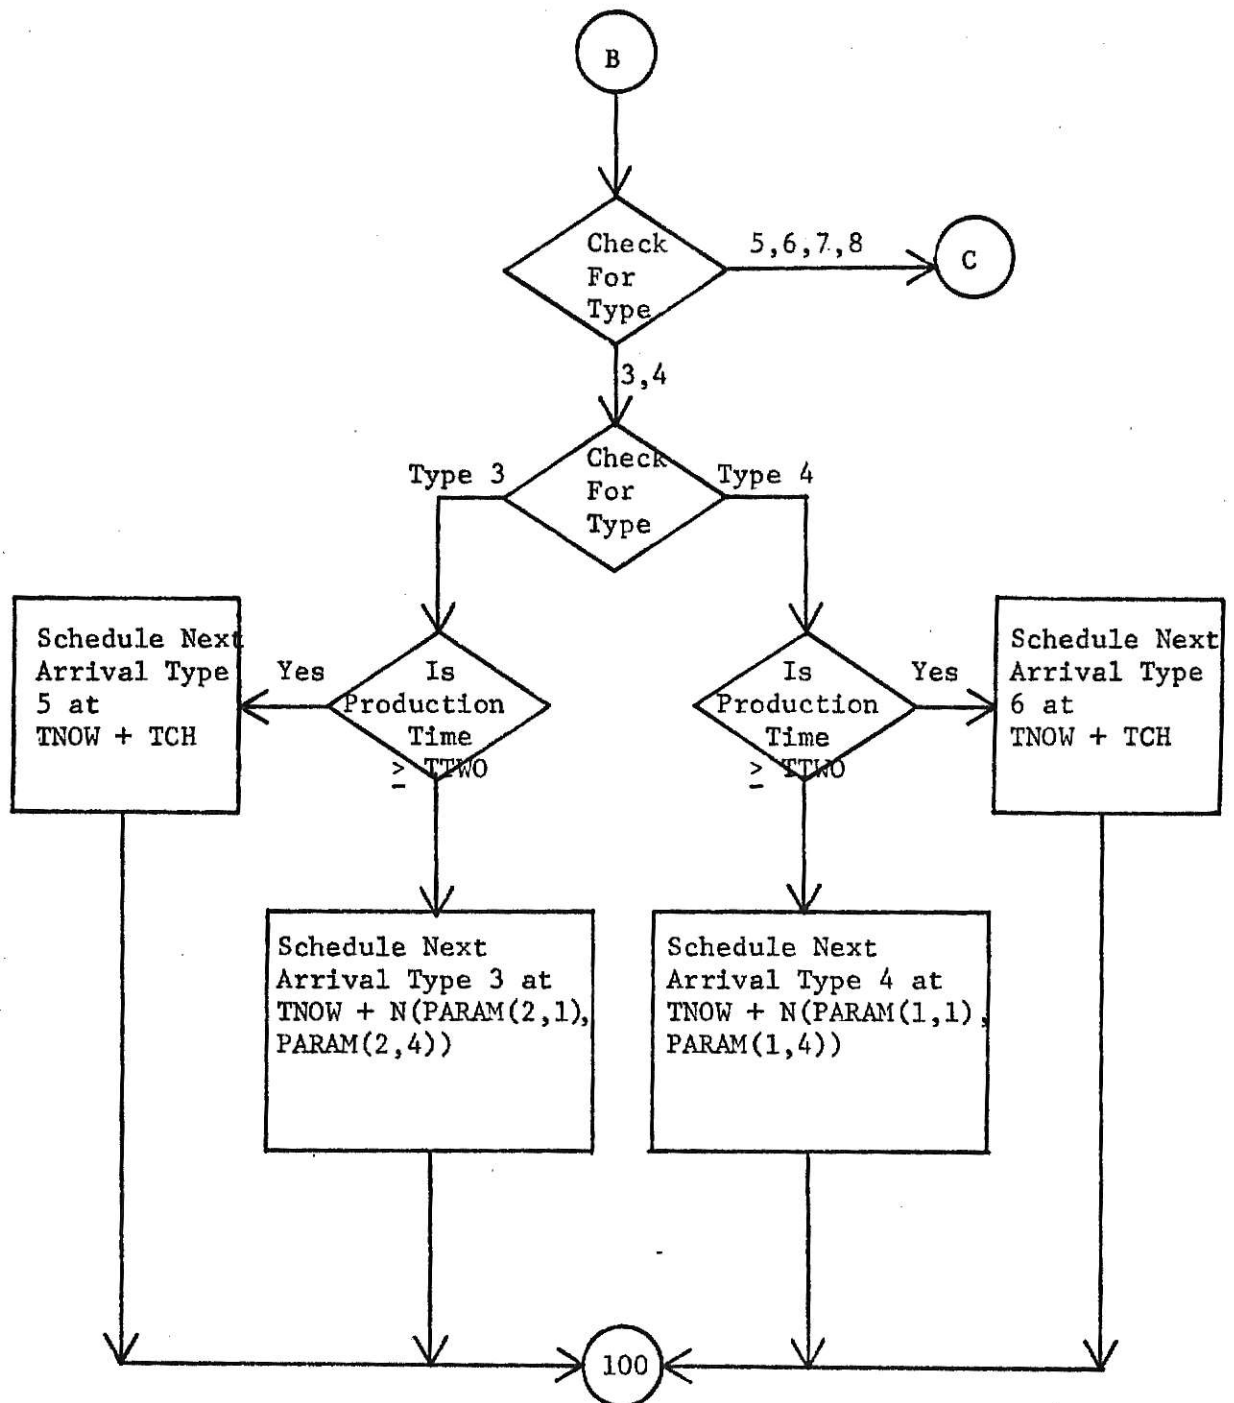 B
Check
For
Type
5,6,7,8
C
3,4
Type 3
Check
For
Type
Type 4
Schedule Next
Arrival Type
5 at
TNOW + TCH
Yes
Is
Production
Time
≥ TTWO
Is
Production
Time
≥ TTWO
Yes
Schedule Next
Arrival Type
6 at
TNOW + TCH
Schedule Next
Arrival Type 3 at
TNOW + N(PARAM(2,1),
PARAM(2,4))
Schedule Next
Arrival Type 4 at
TNOW + N(PARAM(1,1),
PARAM(1,4))
100